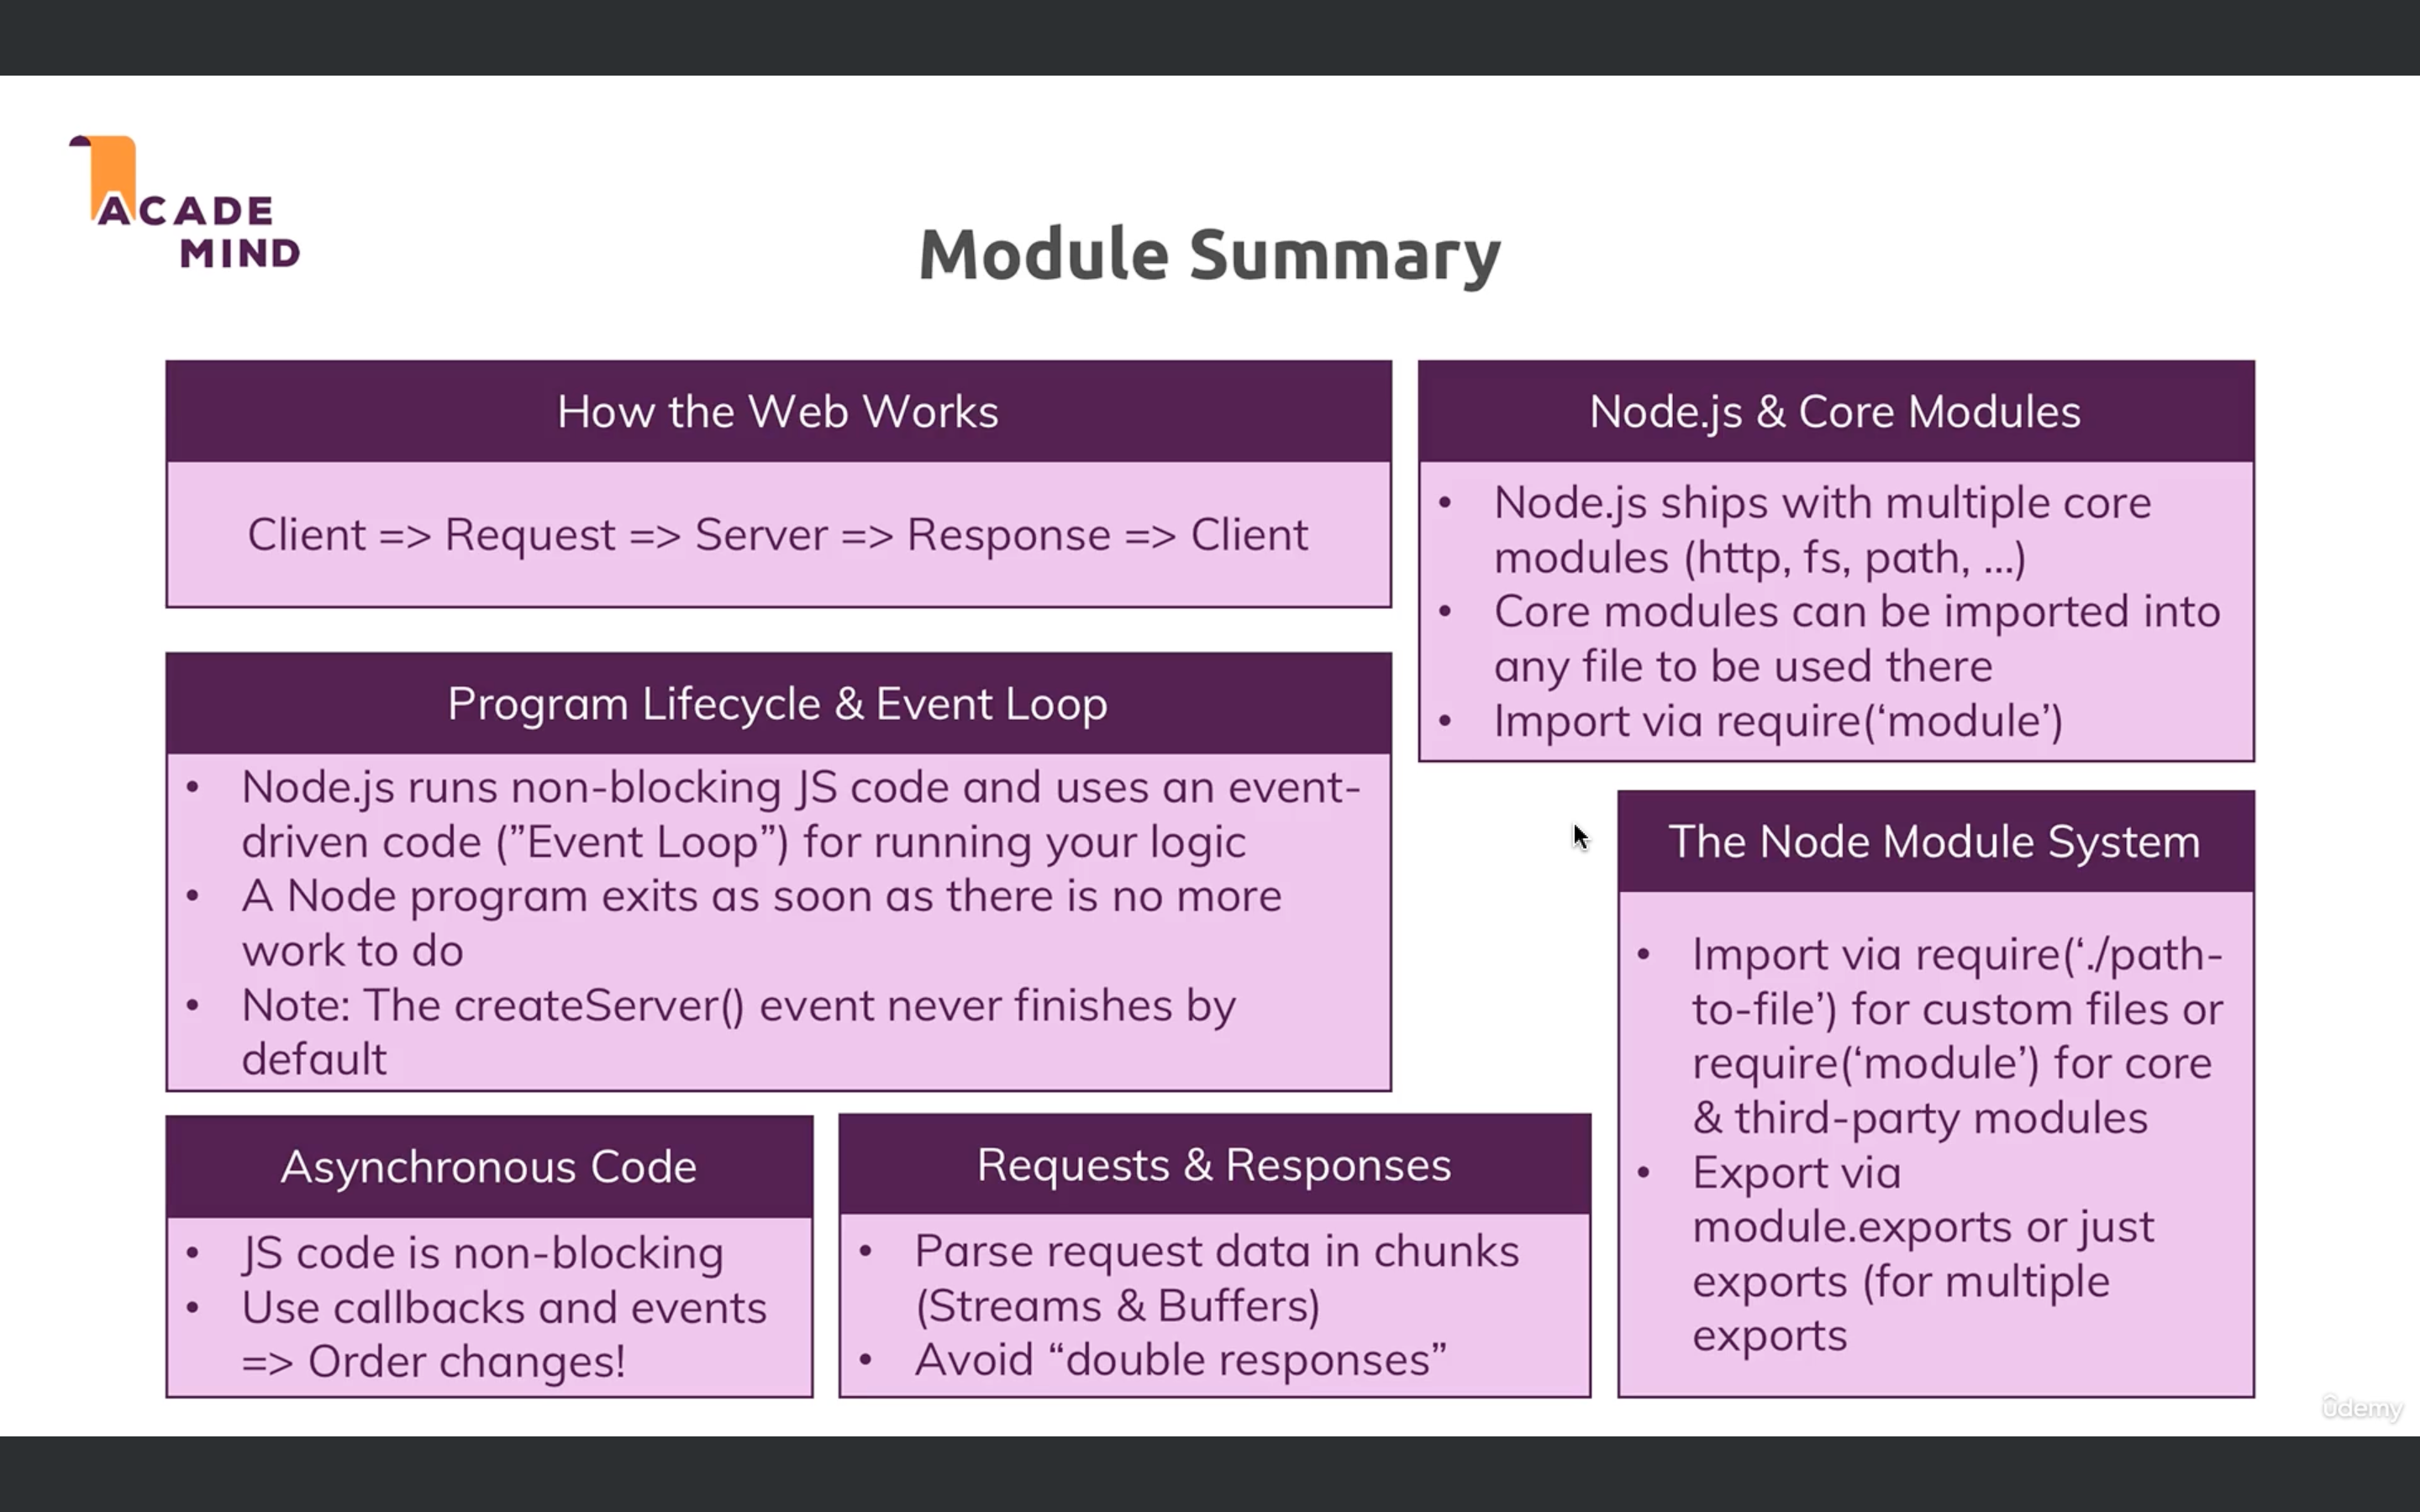 ACADE
MIND
Module Summary
How the Web Works
Client => Request => Server => Response => Client
Node.js & Core Modules
• Node.js ships with multiple core
modules (http, fs, path, ...)
• Core modules can be imported into
any file to be used there
• Import via require(‘module’)
Program Lifecycle & Event Loop
• Node.js runs non-blocking JS code and uses an event-
driven code (”Event Loop”) for running your logic
• A Node program exits as soon as there is no more
work to do
• Note: The createServer() event never finishes by
default
The Node Module System
• Import via require(‘./path-
to-file’) for custom files or
require(‘module’) for core
& third-party modules
• Export via
module.exports or just
exports (for multiple
exports
Asynchronous Code
• JS code is non-blocking
• Use callbacks and events
=> Order changes!
Requests & Responses
• Parse request data in chunks
(Streams & Buffers)
• Avoid “double responses”
ûdemy